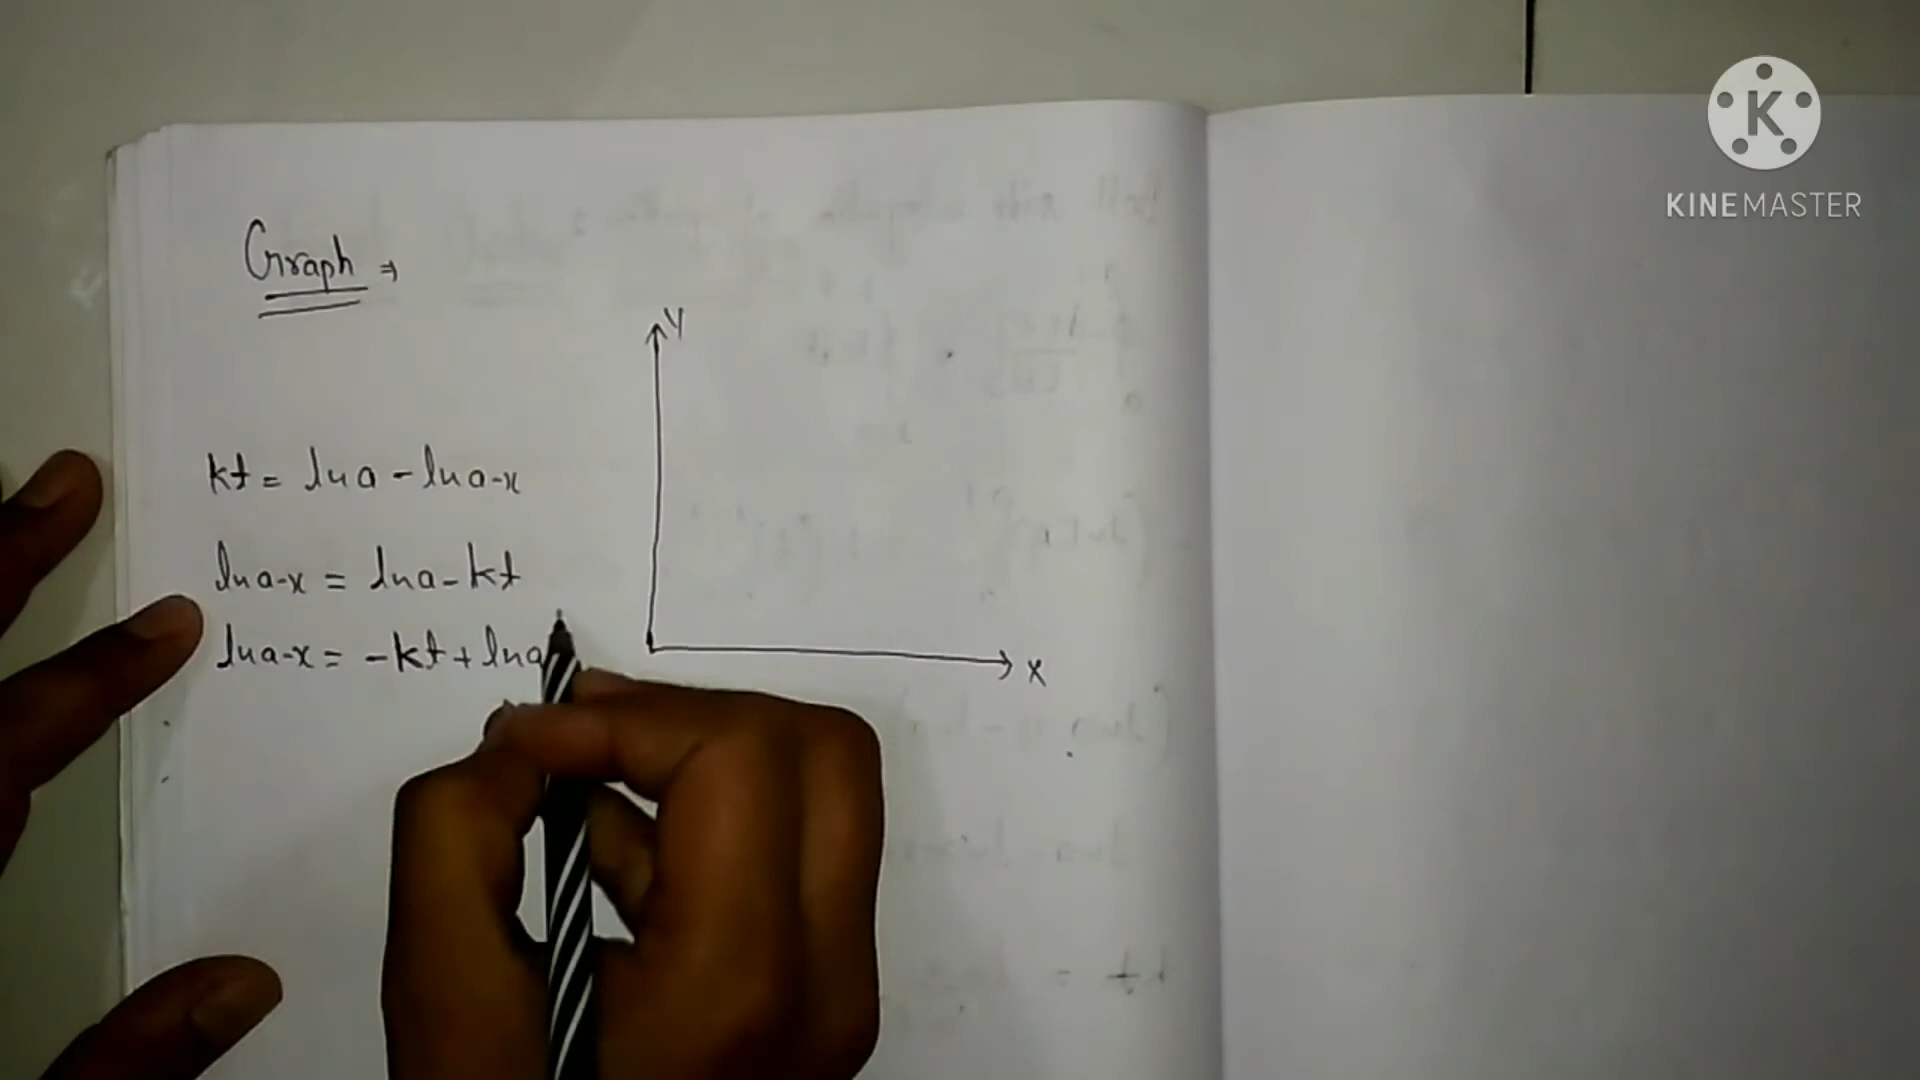 Graph ⇒
Y
kt = ln a - ln a-x
ln a-x = ln a - kt
ln a-x = -kt + ln a
X
K
KINEMASTER